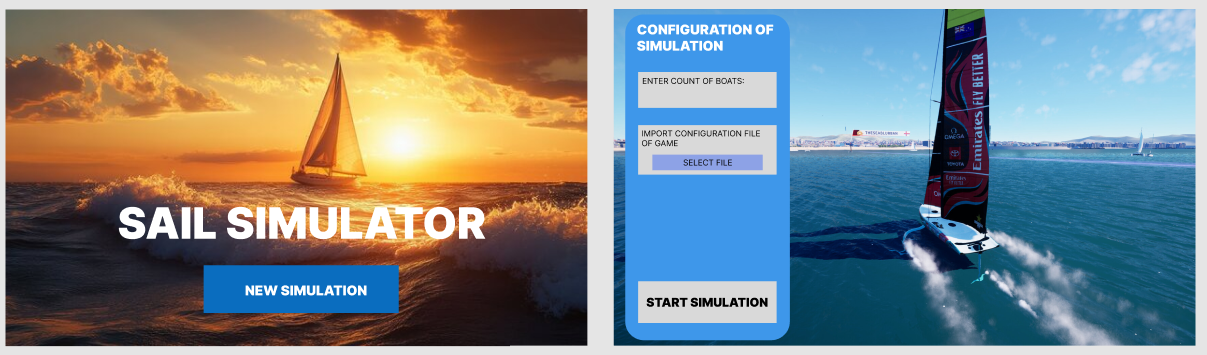 SAIL SIMULATOR
NEW SIMULATION
CONFIGURATION OF
SIMULATION
ENTER COUNT OF BOATS:
IMPORT CONFIGURATION FILE
OF GAME
SELECT FILE
START SIMULATION
Emirates FLY BETTER
OMEGA
TOYOTA
Emirates